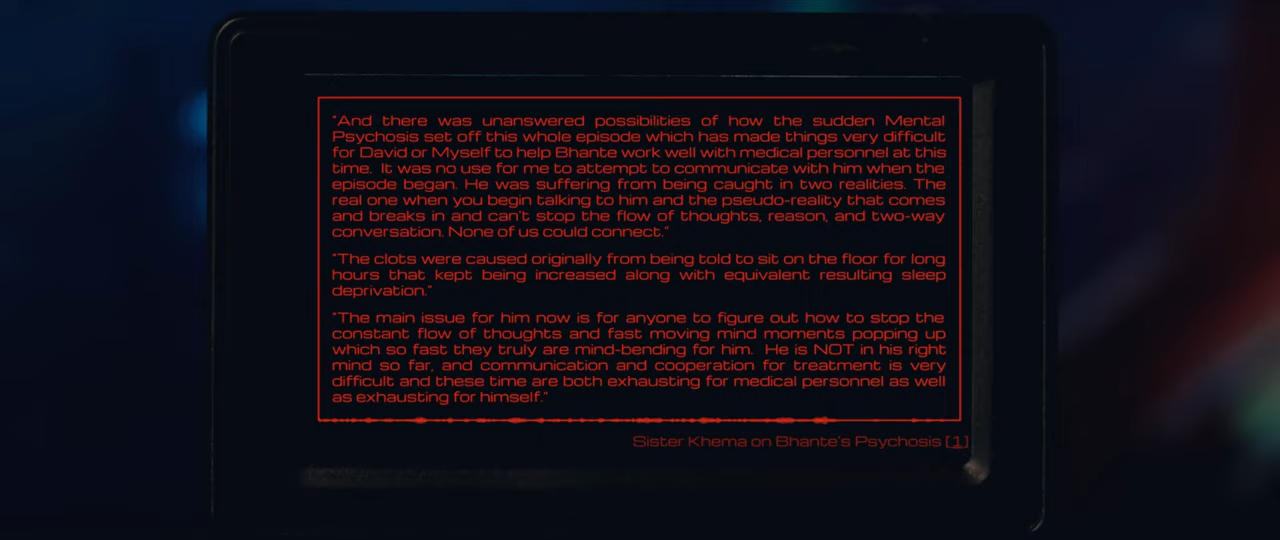 "And there was unanswered possibilities of how the sudden Mental
Psychosis set off this whole episode which has made things very difficult
for David or Myself to help Bhante work well with medical personnel at this
time. It was no use for me to attempt to communicate with him when the
episode began. He was suffering from being caught in two realities. The
real one when you begin talking to him and the pseudo-reality that comes
and breaks in and can't stop the flow of thoughts, reason, and two-way
conversation. None of us could connect."
"The clots were caused originally from being told to sit on the floor for long
hours that kept being increased along with equivalent resulting sleep
deprivation."
"The main issue for him now is for anyone to figure out how to stop the
constant flow of thoughts and fast moving mind moments popping up
which so fast they truly are mind-bending for him. He is NOT in his right
mind so far, and communication and cooperation for treatment is very
difficult and these time are both exhausting for medical personnel as well
as exhausting for himself."
Sister Khema on Bhante's Psychosis [1]